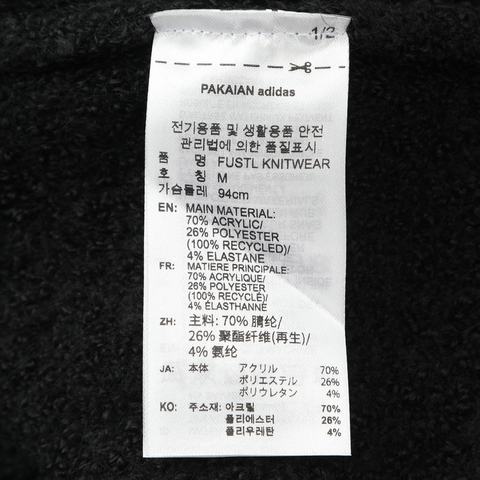 1/2
PAKAIAN adidas
전기용품 및 생활용품 안전
관리법에 의한 품질표시
품 명 FUSTL KNITWEAR
호 칭 M
가슴둘레 94cm
EN: MAIN MATERIAL:
70% ACRYLIC/
26% POLYESTER
(100% RECYCLED)/
4% ELASTANE
FR: MATIERE PRINCIPALE:
70% ACRYLIQUE/
26% POLYESTER
(100% RECYCLÉ)/
4% ÉLASTHANNE
ZH: 主料: 70% 腈纶/
26% 聚酯纤维(再生)/
4% 氨纶
JA: 本体 アクリル 70%
ポリエステル 26%
ポリウレタン 4%
KO: 주소재: 아크릴 70%
폴리에스터 26%
폴리우레탄 4%